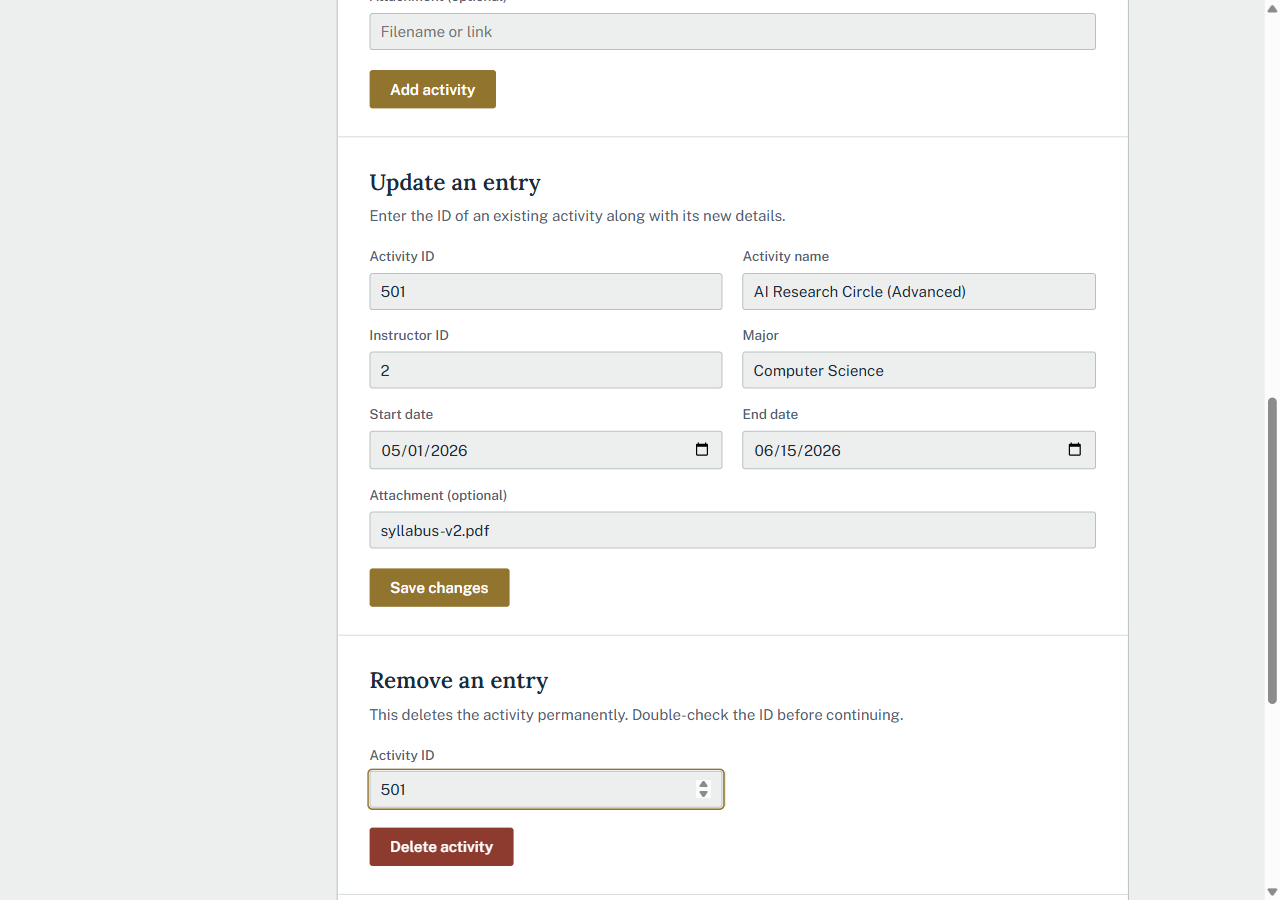 Attachment (optional)
Filename or link
Add activity
Update an entry
Enter the ID of an existing activity along with its new details.
Activity ID
Activity name
501
AI Research Circle (Advanced)
Instructor ID
Major
2
Computer Science
Start date
End date
05/01/2026
06/15/2026
Attachment (optional)
syllabus-v2.pdf
Save changes
Remove an entry
This deletes the activity permanently. Double-check the ID before continuing.
Activity ID
501
Delete activity